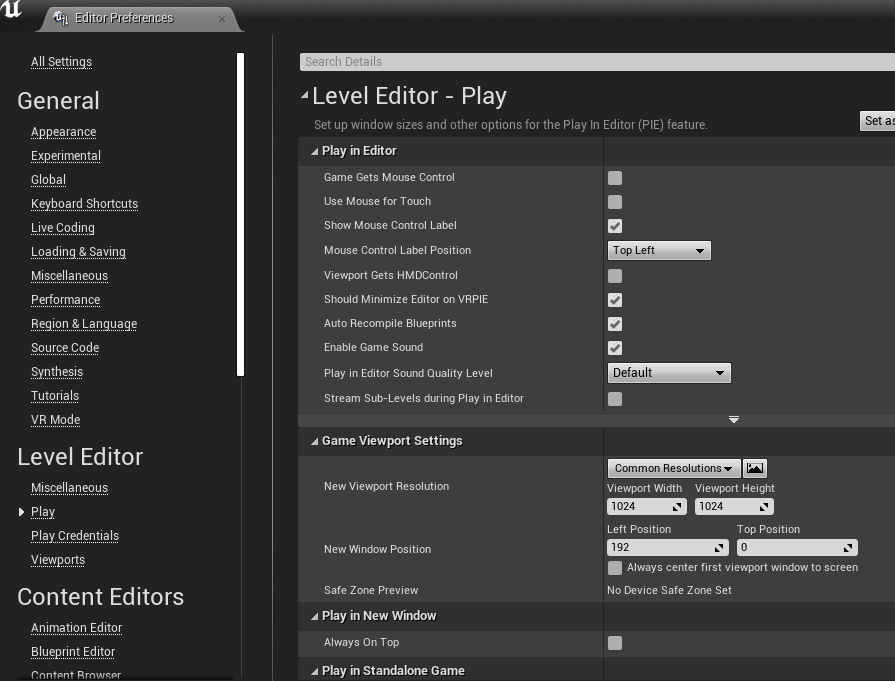 Editor Preferences
All Settings
General
Appearance
Experimental
Global
Keyboard Shortcuts
Live Coding
Loading & Saving
Miscellaneous
Performance
Region & Language
Source Code
Synthesis
Tutorials
VR Mode
Level Editor
Miscellaneous
Play
Play Credentials
Viewports
Content Editors
Animation Editor
Blueprint Editor
Content Browser
Search Details
Level Editor - Play
Set up window sizes and other options for the Play In Editor (PIE) feature.
Set as
Play in Editor
Game Gets Mouse Control
Use Mouse for Touch
Show Mouse Control Label
Mouse Control Label Position Top Left
Viewport Gets HMDControl
Should Minimize Editor on VRPIE
Auto Recompile Blueprints
Enable Game Sound
Play in Editor Sound Quality Level Default
Stream Sub-Levels during Play in Editor
Game Viewport Settings
Common Resolutions
New Viewport Resolution
Viewport Width Viewport Height
1024 1024
Left Position Top Position
New Window Position
192 0
Always center first viewport window to screen
Safe Zone Preview No Device Safe Zone Set
Play in New Window
Always On Top
Play in Standalone Game